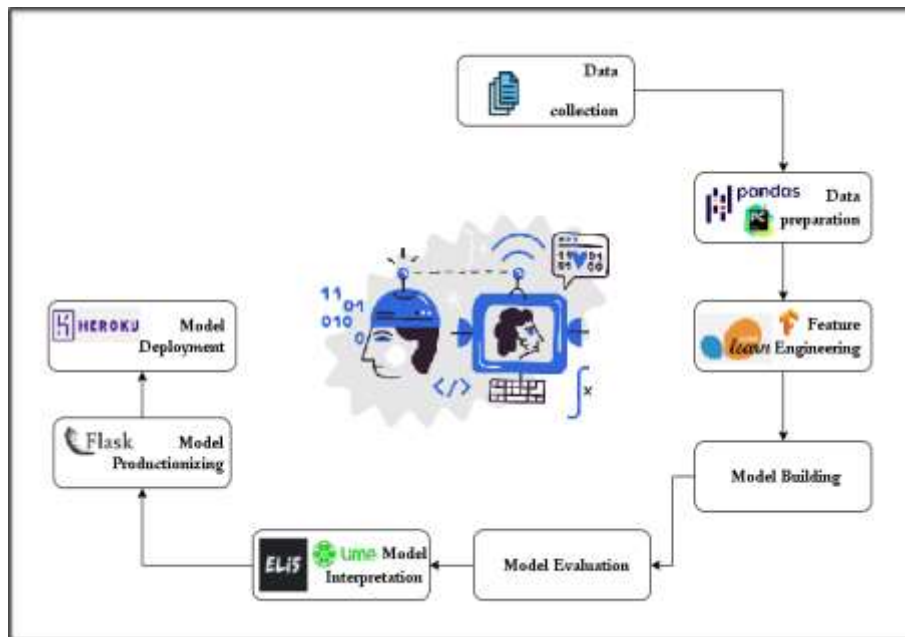 Data
collection
pandas
Data
PC
preparation
Feature
learn Engineering
Model Building
Model Evaluation
ELI5
Lime Model
Interpretation
Flask Model
Productionizing
HEROKU Model
Deployment
11
01
010
0
</>
∫x